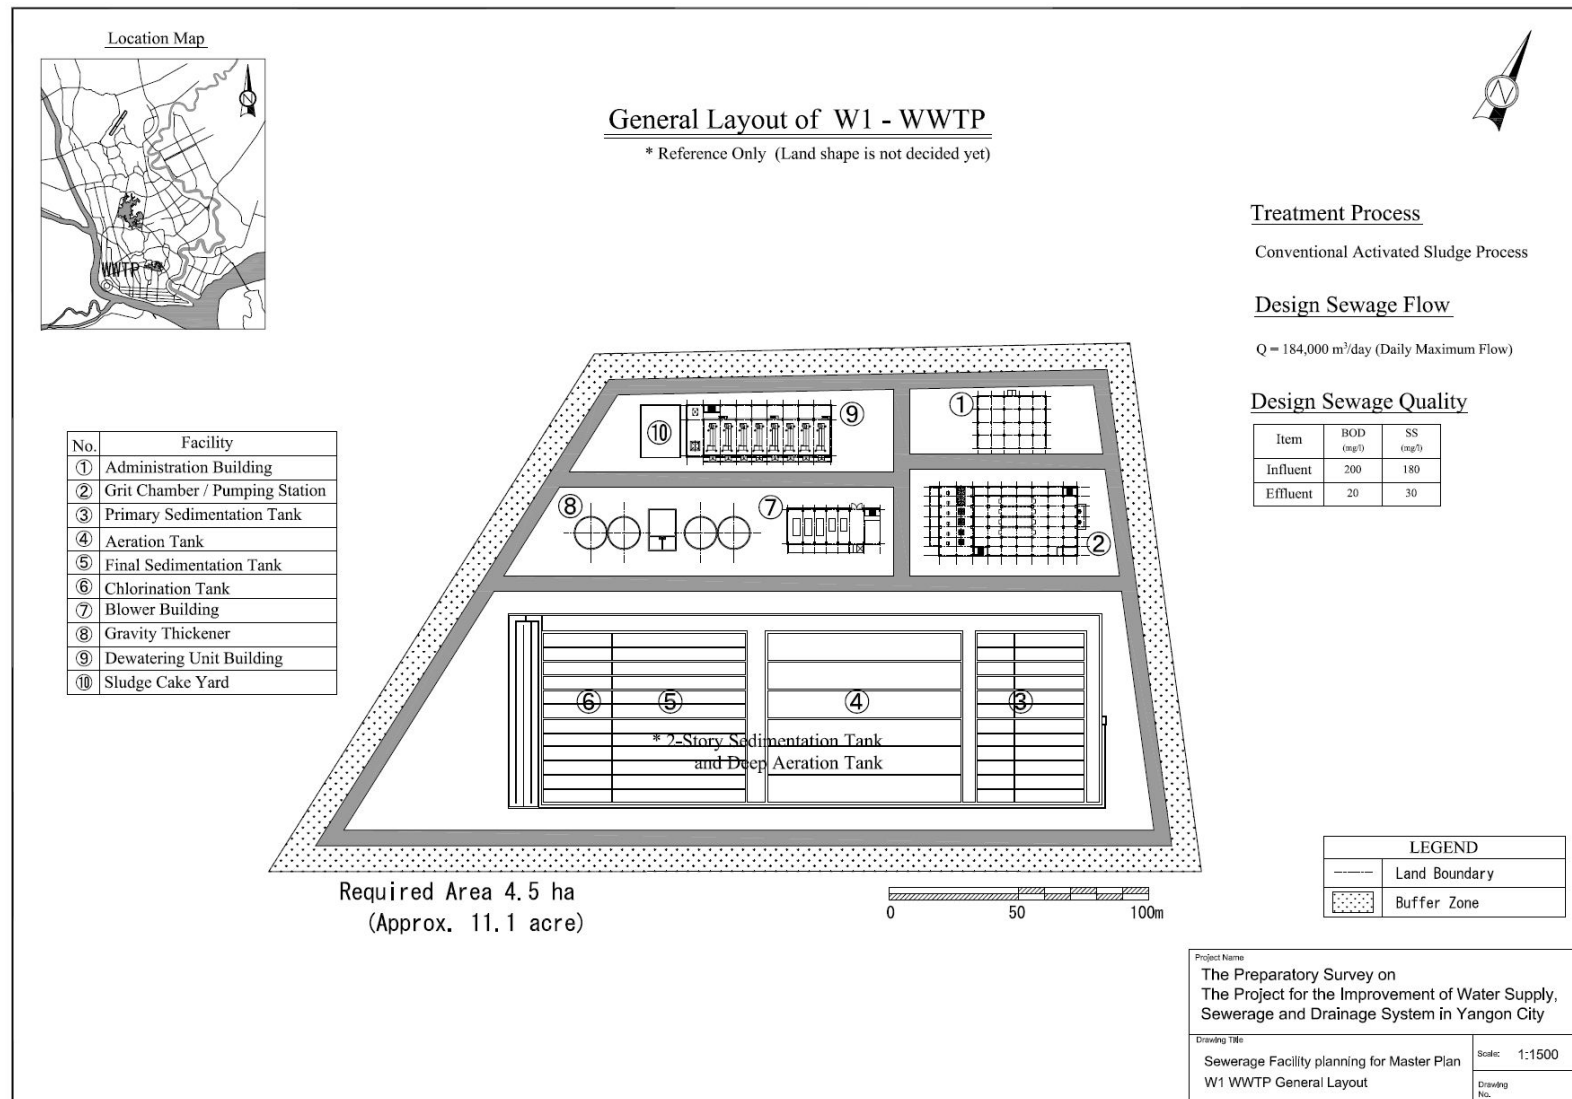 Location Map
N
WWTP
General Layout of W1 - WWTP
* Reference Only (Land shape is not decided yet)
N
Treatment Process
Conventional Activated Sludge Process
Design Sewage Flow
Q = 184,000 m³/day (Daily Maximum Flow)
Design Sewage Quality
Item BOD (mg/l) SS (mg/l)
Influent 200 180
Effluent 20 30
No. Facility
① Administration Building
② Grit Chamber / Pumping Station
③ Primary Sedimentation Tank
④ Aeration Tank
⑤ Final Sedimentation Tank
⑥ Chlorination Tank
⑦ Blower Building
⑧ Gravity Thickener
⑨ Dewatering Unit Building
⑩ Sludge Cake Yard
⑩ ⑨ ①
⑧ ⑦ ②
⑥ ⑤ ④ ③
* 2-Story Sedimentation Tank
and Deep Aeration Tank
Required Area 4.5 ha
(Approx. 11.1 acre)
0 50 100m
LEGEND
Land Boundary
Buffer Zone
Project Name
The Preparatory Survey on
The Project for the Improvement of Water Supply,
Sewerage and Drainage System in Yangon City
Drawing Title
Sewerage Facility planning for Master Plan
W1 WWTP General Layout
Scale: 1:1500
Drawing
No.